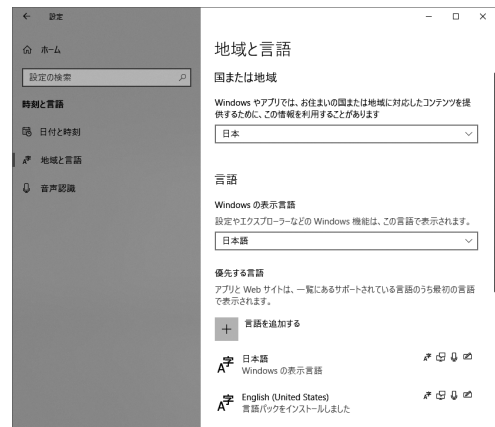 設定
ホーム
設定の検索
時刻と言語
日付と時刻
地域と言語
音声認識
地域と言語
国または地域
Windows やアプリでは、お住まいの国または地域に対応したコンテンツを提
供するために、この情報を利用することがあります
日本
言語
Windows の表示言語
設定やエクスプローラーなどの Windows 機能は、この言語で表示されます。
日本語
優先する言語
アプリと Web サイトは、一覧にあるサポートされている言語のうち最初の言語
で表示されます。
言語を追加する
日本語
Windows の表示言語
English (United States)
言語パックをインストールしました